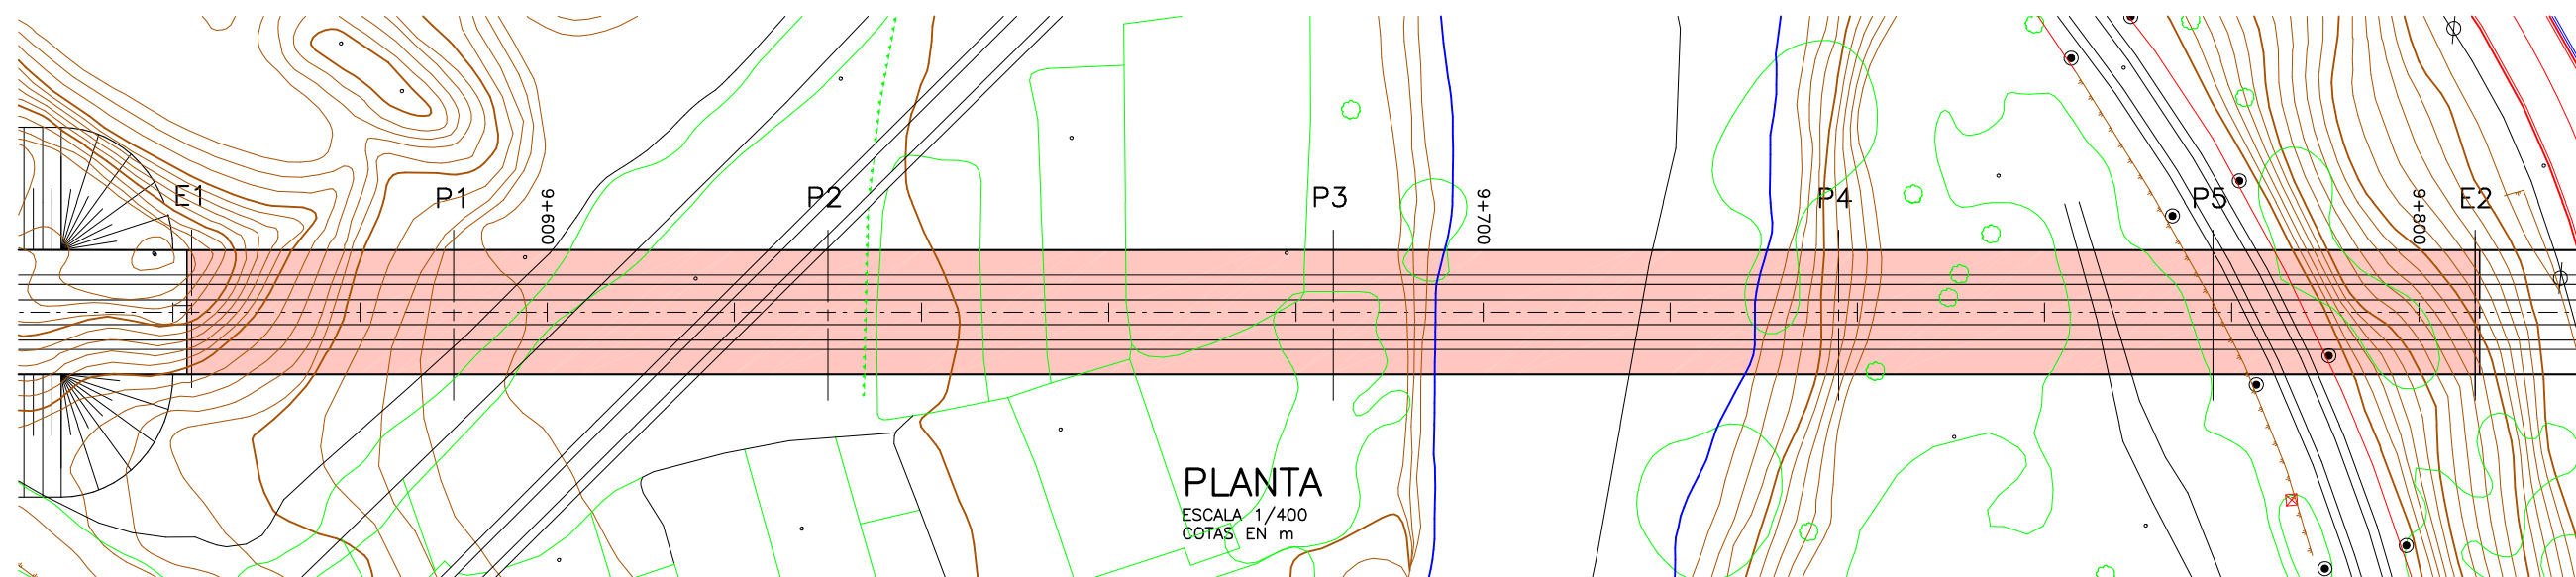 E1
P1
9+600
P2
P3
9+700
P4
P5
9+800
E2
PLANTA
ESCALA 1/400
COTAS EN m